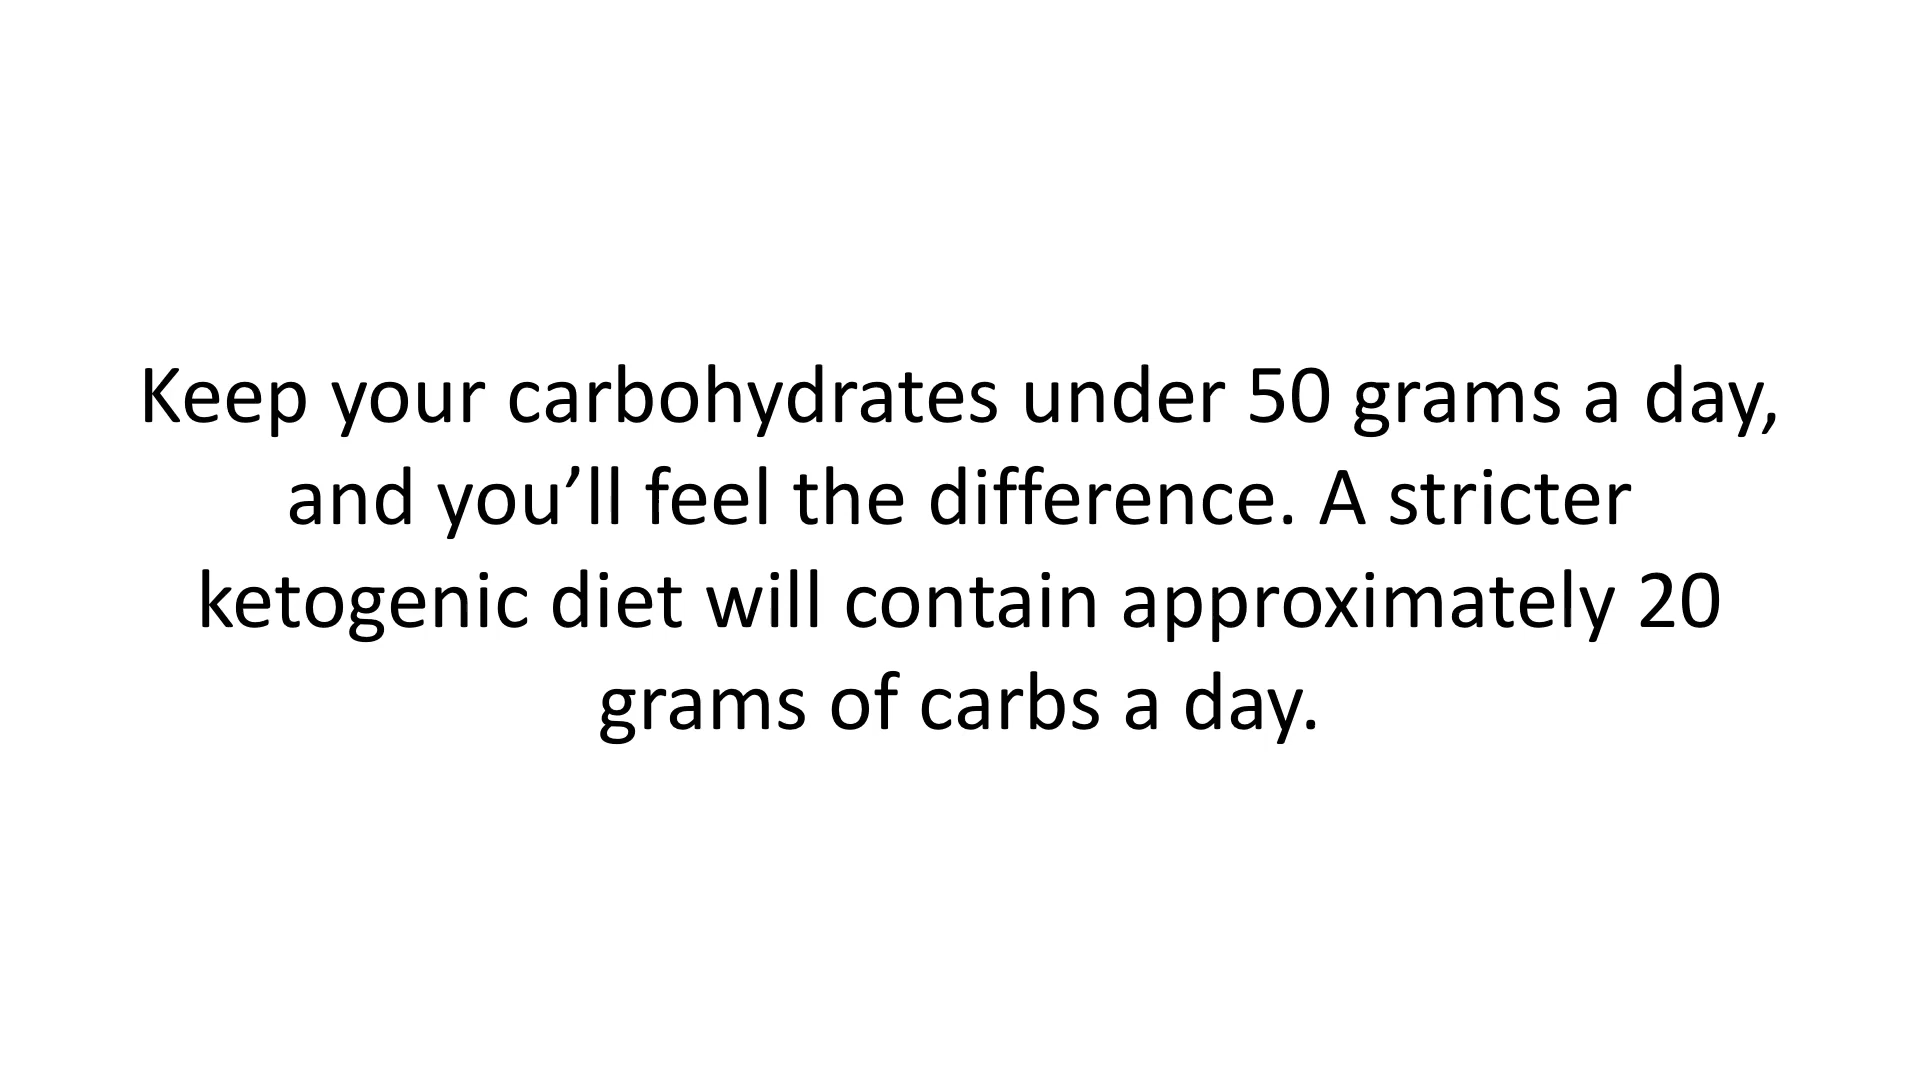 Keep your carbohydrates under 50 grams a day,
and you’ll feel the difference. A stricter
ketogenic diet will contain approximately 20
grams of carbs a day.